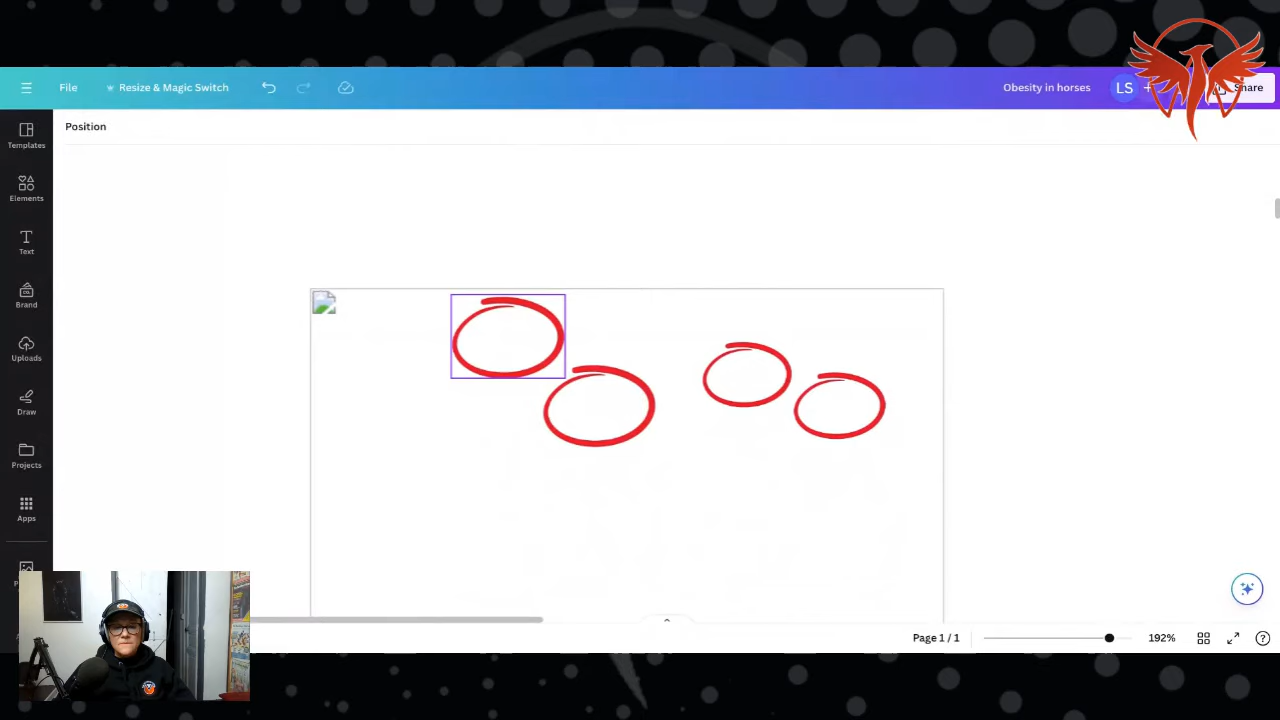 File
Resize & Magic Switch
Obesity in horses
LS
+
Share
Position
Templates
Elements
Text
Brand
Uploads
Draw
Projects
Apps
Page 1 / 1
192%